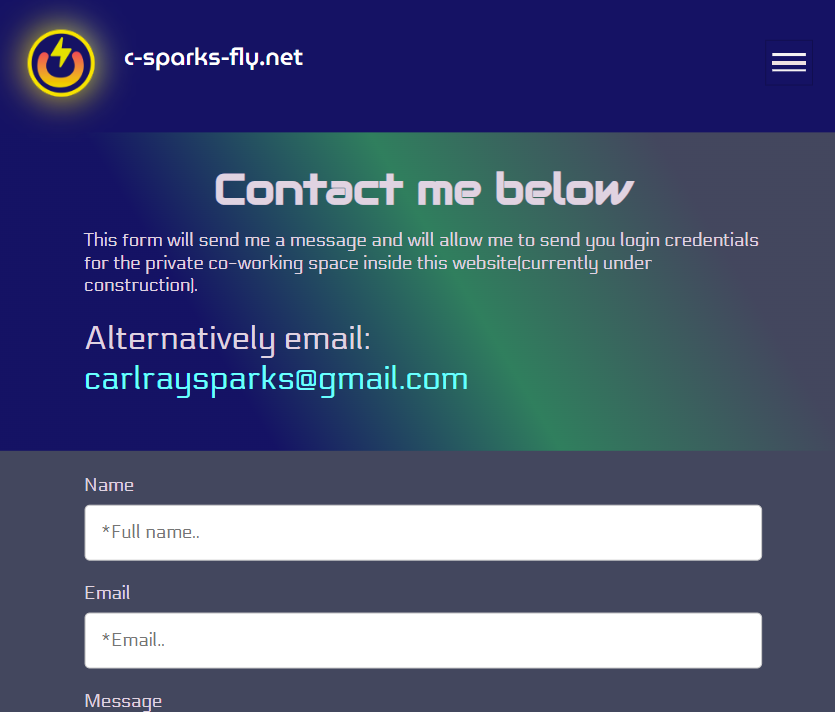 c-sparks-fly.net
Contact me below
This form will send me a message and will allow me to send you login credentials
for the private co-working space inside this website(currently under
construction).
Alternatively email:
carlraysparks@gmail.com
Name
*Full name..
Email
*Email..
Message